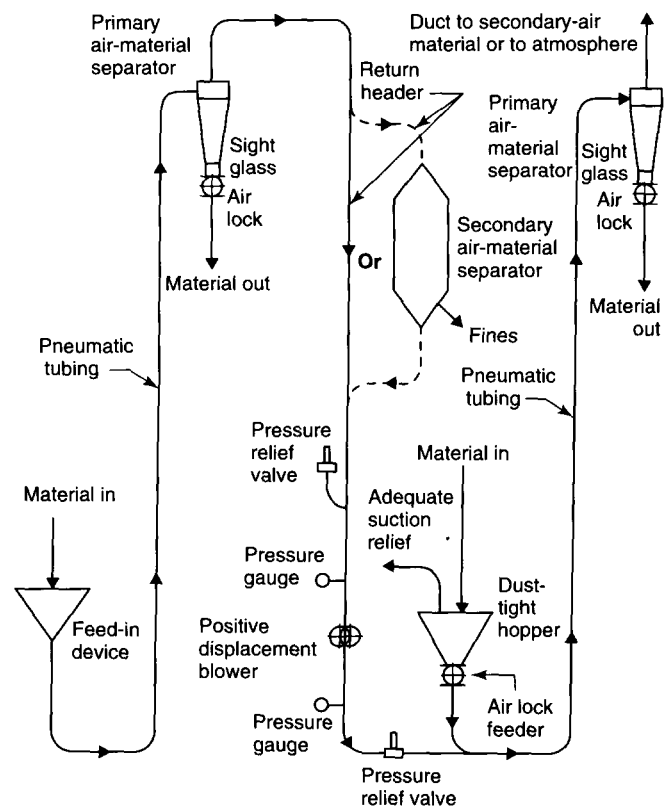 Primary
air-material
separator
Duct to secondary-air
material or to atmosphere
Return
header
Primary
air-
material
separator
Sight
glass
Air
lock
Sight
glass
Air
lock
Secondary
air-material
separator
Or
Material out
Material
out
Fines
Pneumatic
tubing
Pneumatic
tubing
Pressure
relief
valve
Material in
Material in
Adequate
suction
relief
Pressure
gauge
Dust-
tight
hopper
Feed-in
device
Positive
displacement
blower
Air lock
feeder
Pressure
gauge
Pressure
relief valve